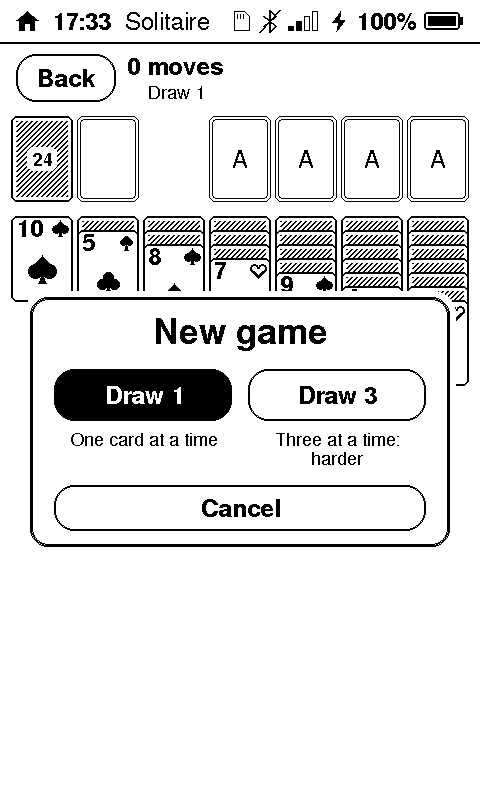 17:33 Solitaire 100%
Back
0 moves
Draw 1
24
A A A A
10
5
8
7
9
New game
Draw 1
Draw 3
One card at a time
Three at a time:
harder
Cancel